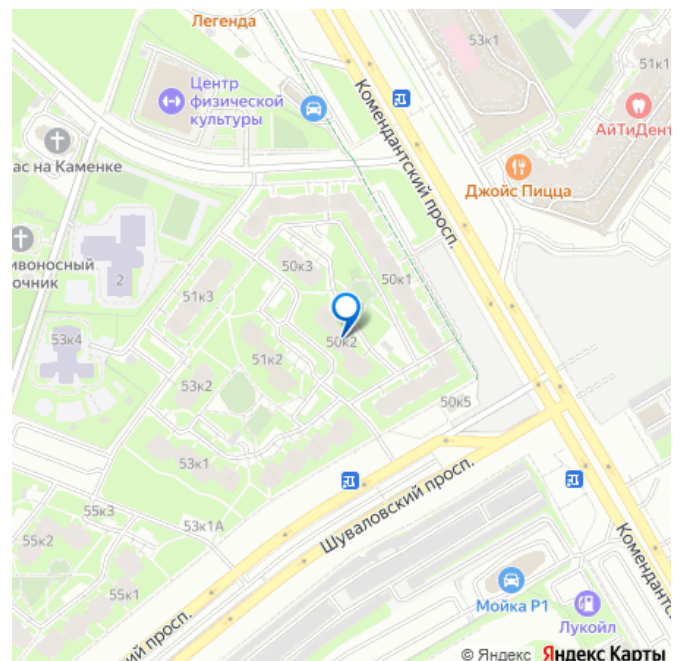 Легенда
53к1
51к1
Центр
физической
культуры
Комендантский просп.
АйТиДент
ас на Каменке
Джойс Пицца
ивоносный
очник
2
50к3
50к1
51к3
53к4
50к2
51к2
53к2
50к5
53к1
Шуваловский просп.
55к3
53к1А
55к2
Комендантс
55к1
Мойка Р1
Лукойл
ский просп.
© Яндекс Яндекс Карты